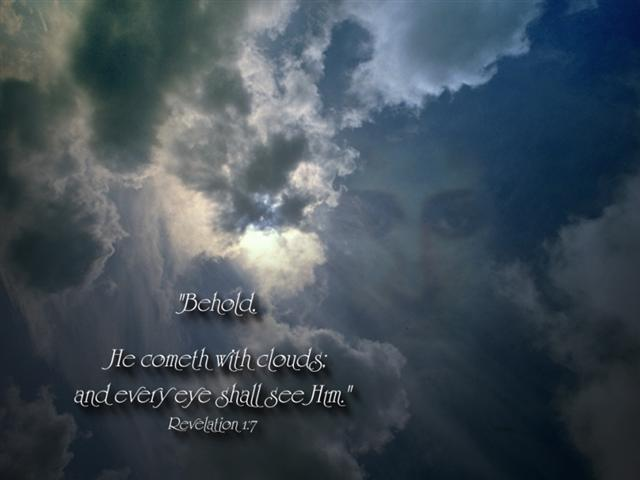 "Behold,
He cometh with clouds;
and every eye shall see Him."
Revelation 1:7